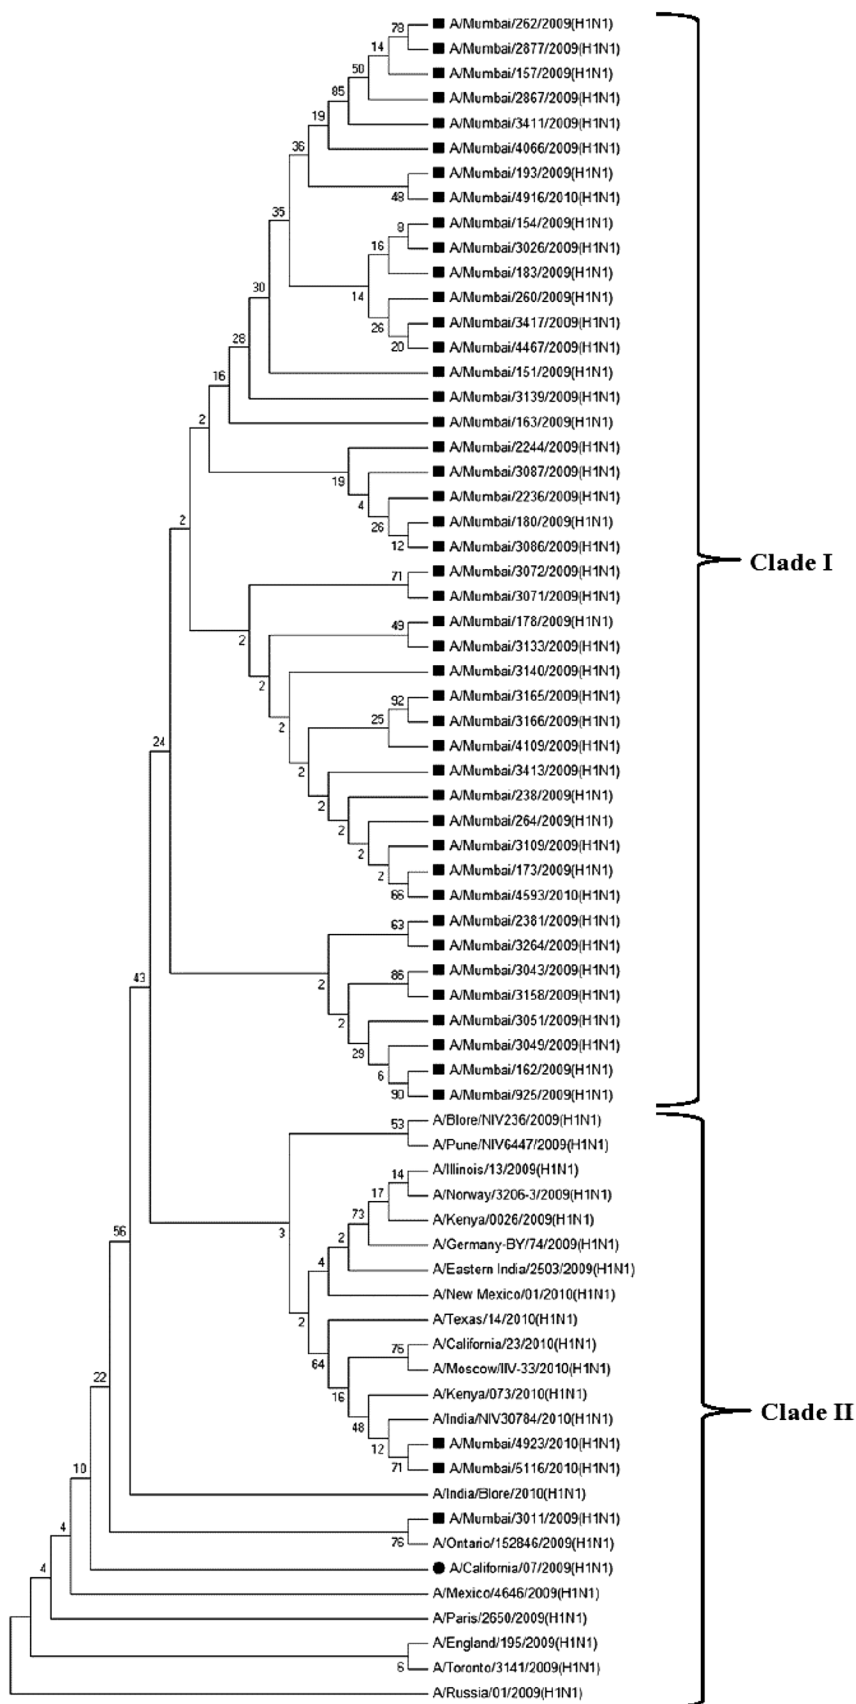 78
A/Mumbai/262/2009(H1N1)
A/Mumbai/2877/2009(H1N1)
14
A/Mumbai/157/2009(H1N1)
50
A/Mumbai/2867/2009(H1N1)
85
A/Mumbai/3411/2009(H1N1)
19
A/Mumbai/4066/2009(H1N1)
36
A/Mumbai/193/2009(H1N1)
48
A/Mumbai/4916/2010(H1N1)
35
A/Mumbai/154/2009(H1N1)
8
16
A/Mumbai/3026/2009(H1N1)
A/Mumbai/183/2009(H1N1)
14
A/Mumbai/260/2009(H1N1)
30
26
A/Mumbai/3417/2009(H1N1)
20
A/Mumbai/4467/2009(H1N1)
28
A/Mumbai/151/2009(H1N1)
16
A/Mumbai/3139/2009(H1N1)
2
A/Mumbai/163/2009(H1N1)
A/Mumbai/2244/2009(H1N1)
19
A/Mumbai/3087/2009(H1N1)
4
A/Mumbai/2236/2009(H1N1)
2
26
A/Mumbai/180/2009(H1N1)
12
A/Mumbai/3086/2009(H1N1)
Clade I
71
A/Mumbai/3072/2009(H1N1)
A/Mumbai/3071/2009(H1N1)
49
A/Mumbai/178/2009(H1N1)
2
A/Mumbai/3133/2009(H1N1)
A/Mumbai/3140/2009(H1N1)
2
92
A/Mumbai/3165/2009(H1N1)
25
2
A/Mumbai/3166/2009(H1N1)
24
A/Mumbai/4109/2009(H1N1)
2
A/Mumbai/3413/2009(H1N1)
2
A/Mumbai/238/2009(H1N1)
2
A/Mumbai/264/2009(H1N1)
2
A/Mumbai/3109/2009(H1N1)
2
A/Mumbai/173/2009(H1N1)
66
A/Mumbai/4593/2010(H1N1)
63
A/Mumbai/2381/2009(H1N1)
A/Mumbai/3264/2009(H1N1)
43
2
86
A/Mumbai/3043/2009(H1N1)
A/Mumbai/3158/2009(H1N1)
2
A/Mumbai/3051/2009(H1N1)
29
A/Mumbai/3049/2009(H1N1)
6
A/Mumbai/162/2009(H1N1)
90
A/Mumbai/925/2009(H1N1)
53
A/Blore/NIV236/2009(H1N1)
A/Pune/NIV6447/2009(H1N1)
14
A/Illinois/13/2009(H1N1)
17
A/Norway/3206-3/2009(H1N1)
73
A/Kenya/0026/2009(H1N1)
56
3
2
A/Germany-BY/74/2009(H1N1)
4
A/Eastern India/2503/2009(H1N1)
A/New Mexico/01/2010(H1N1)
2
A/Texas/14/2010(H1N1)
64
76
A/California/23/2010(H1N1)
A/Moscow/IIV-33/2010(H1N1)
22
16
A/Kenya/073/2010(H1N1)
48
A/India/NIV30784/2010(H1N1)
Clade II
12
A/Mumbai/4923/2010(H1N1)
10
71
A/Mumbai/5116/2010(H1N1)
A/India/Blore/2010(H1N1)
4
A/Mumbai/3011/2009(H1N1)
76
A/Ontario/152846/2009(H1N1)
4
A/California/07/2009(H1N1)
A/Mexico/4646/2009(H1N1)
A/Paris/2650/2009(H1N1)
A/England/195/2009(H1N1)
6
A/Toronto/3141/2009(H1N1)
A/Russia/01/2009(H1N1)